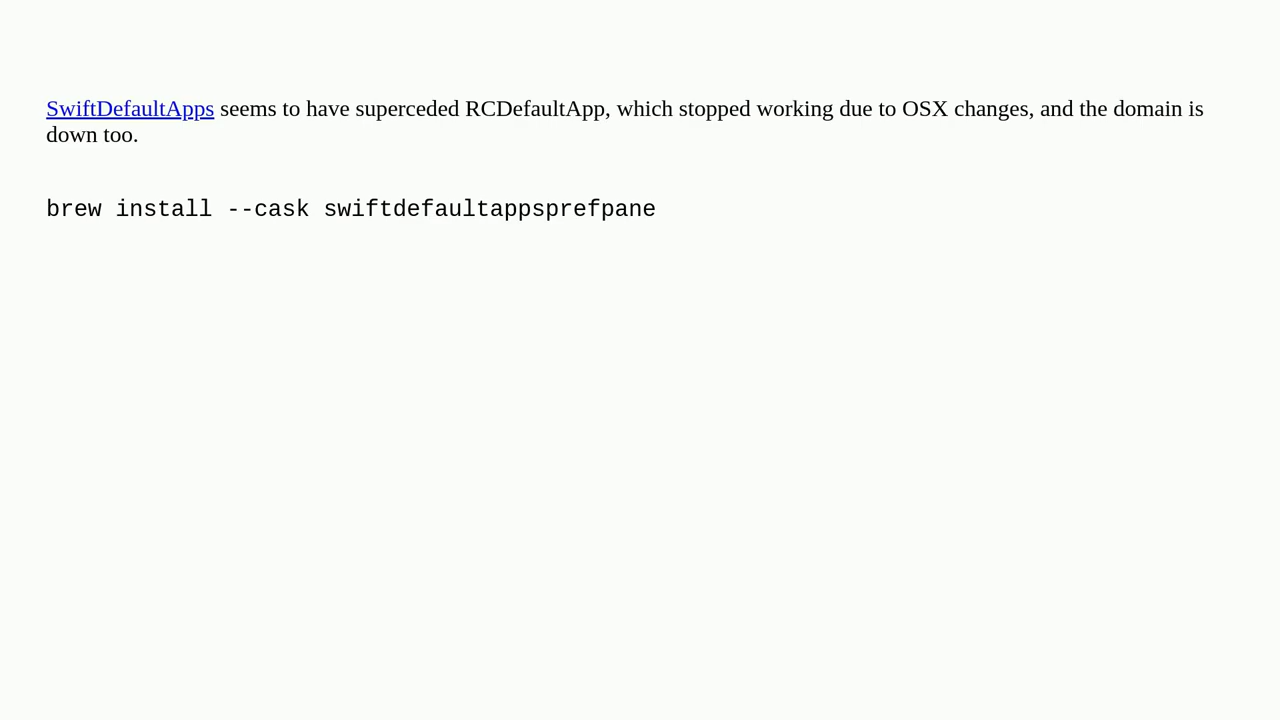 SwiftDefaultApps seems to have superceded RCDefaultApp, which stopped working due to OSX changes, and the domain is
down too.
brew install --cask swiftdefaultappsprefpane